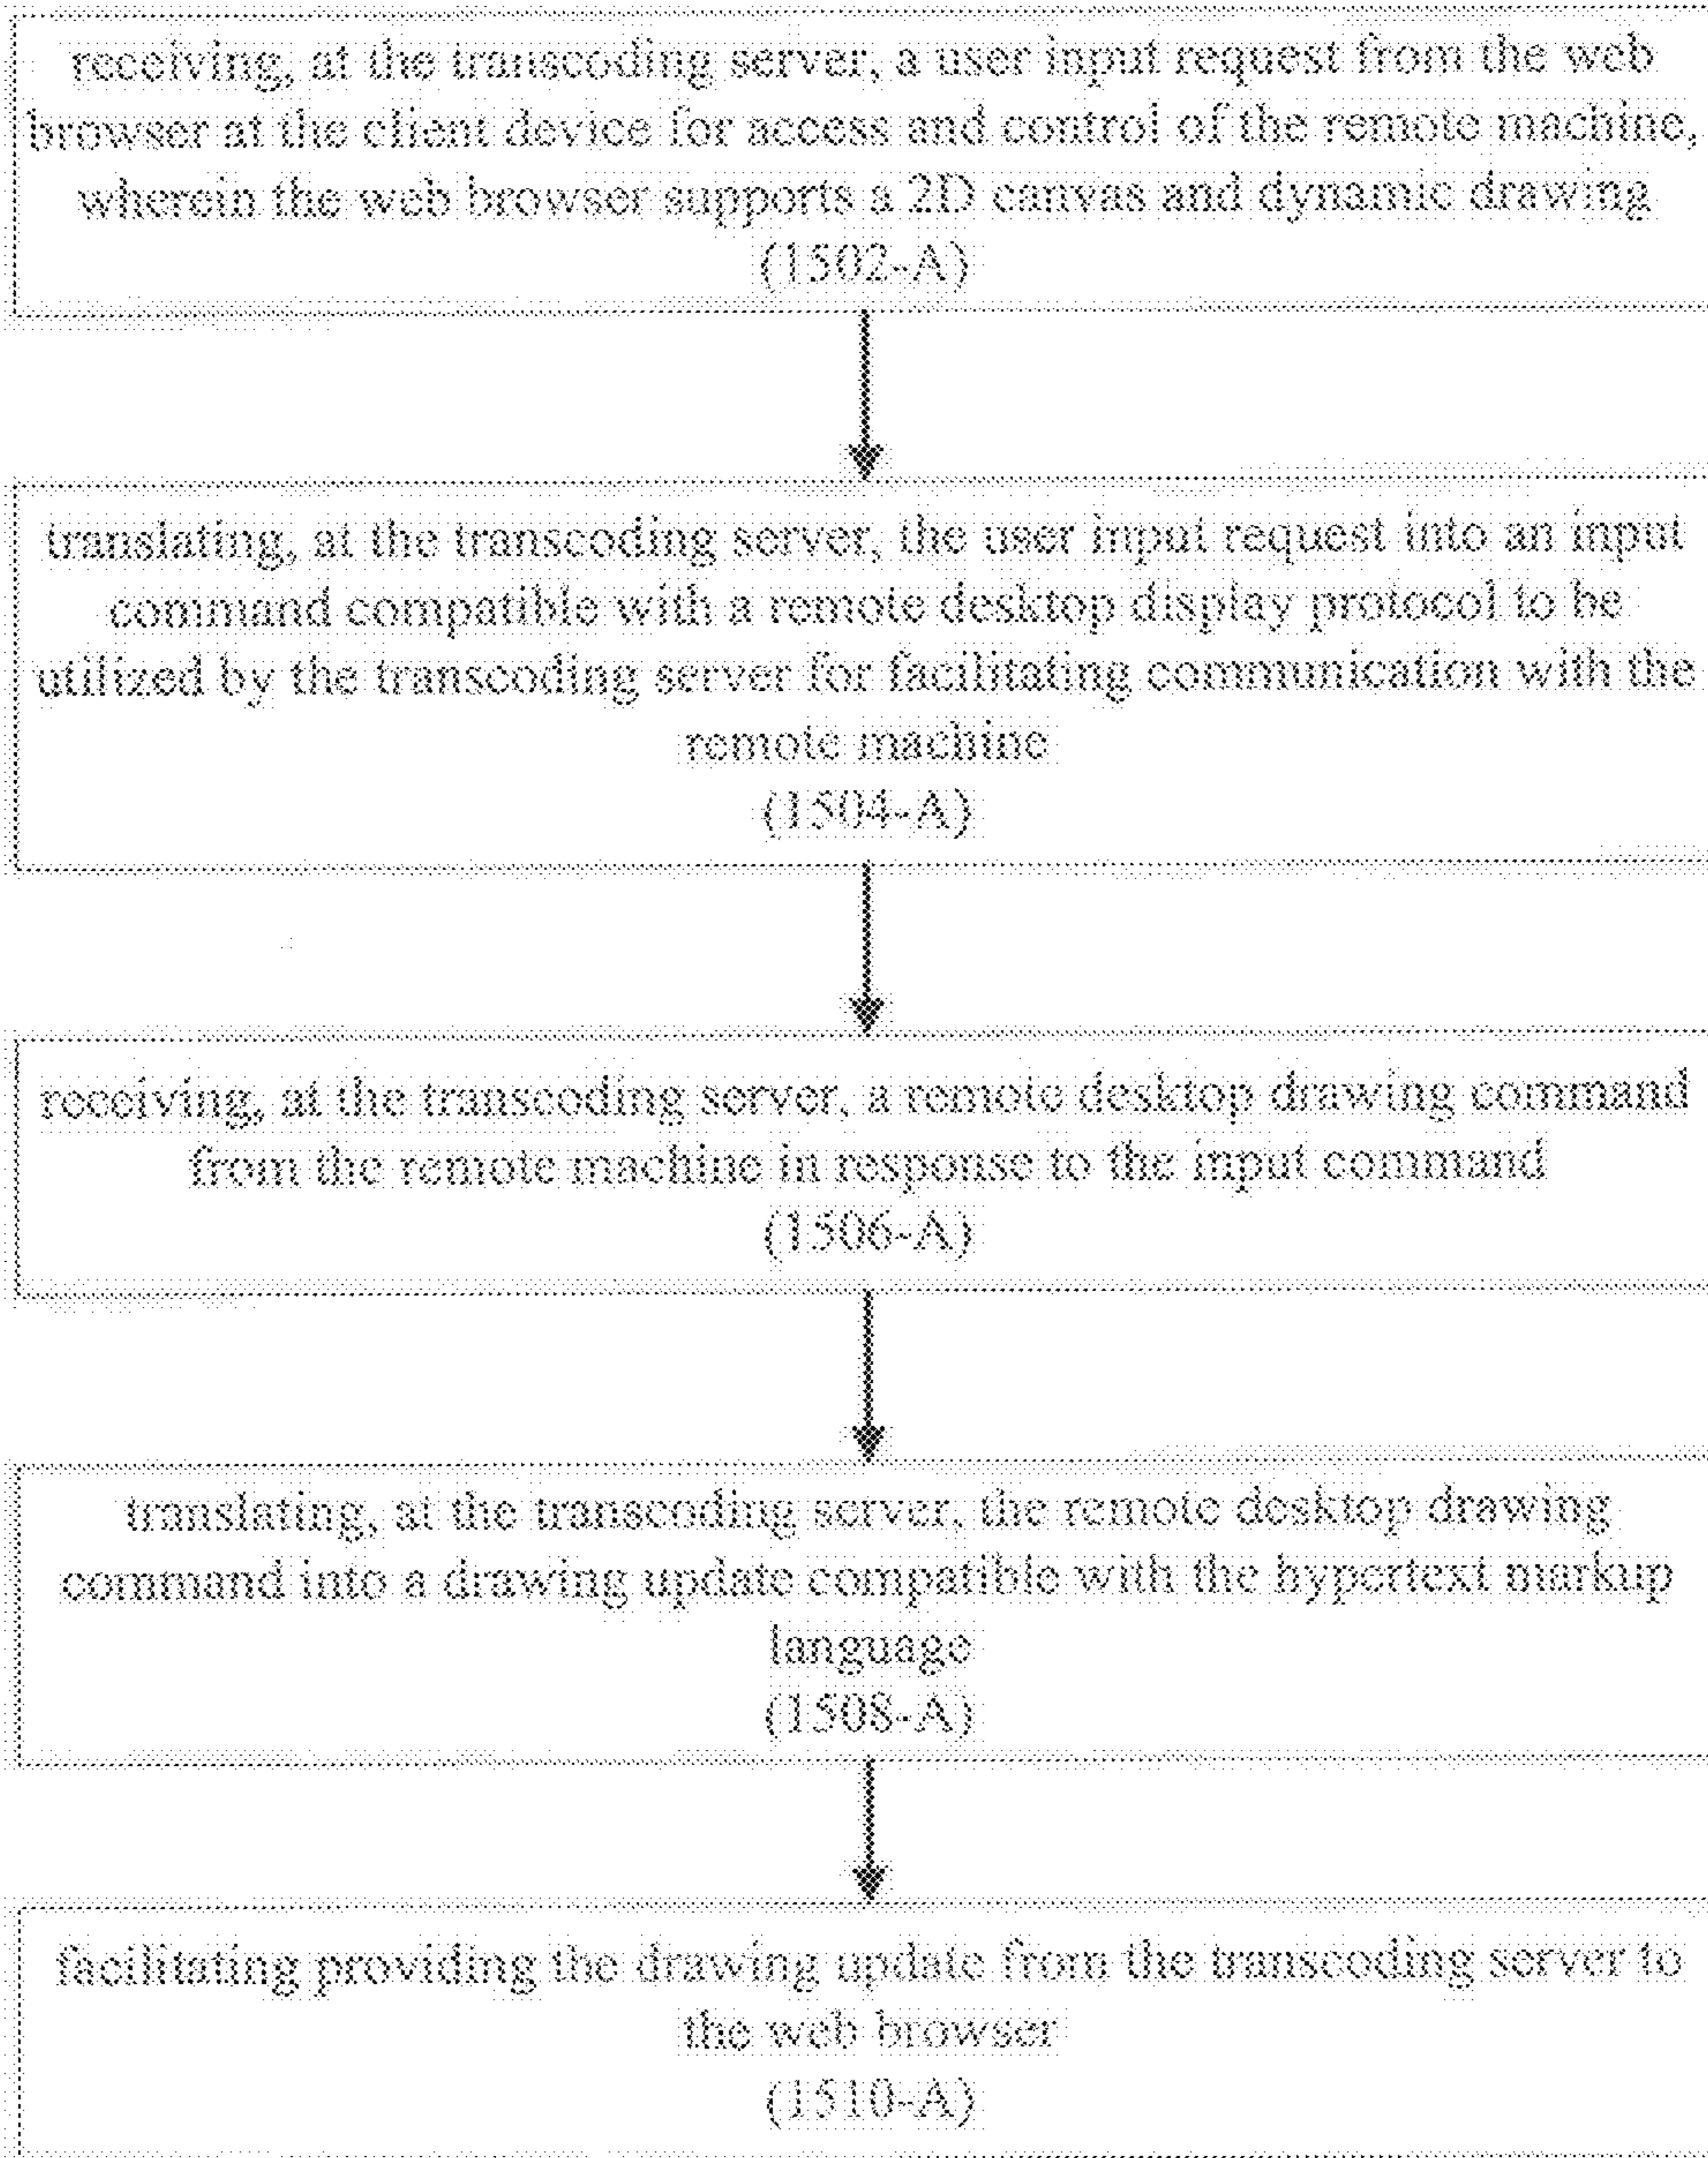 receiving, at the transcoding server, a user input request from the web
browser at the client device for access and control of the remote machine,
wherein the web browser supports a 2D canvas and dynamic drawing
(1502-A)
translating, at the transcoding server, the user input request into an input
command compatible with a remote desktop display protocol to be
utilized by the transcoding server for facilitating communication with the
remote machine
(1504-A)
receiving, at the transcoding server, a remote desktop drawing command
from the remote machine in response to the input command
(1506-A)
translating, at the transcoding server, the remote desktop drawing
command into a drawing update compatible with the hypertext markup
language
(1508-A)
facilitating providing the drawing update from the transcoding server to
the web browser
(1510-A)